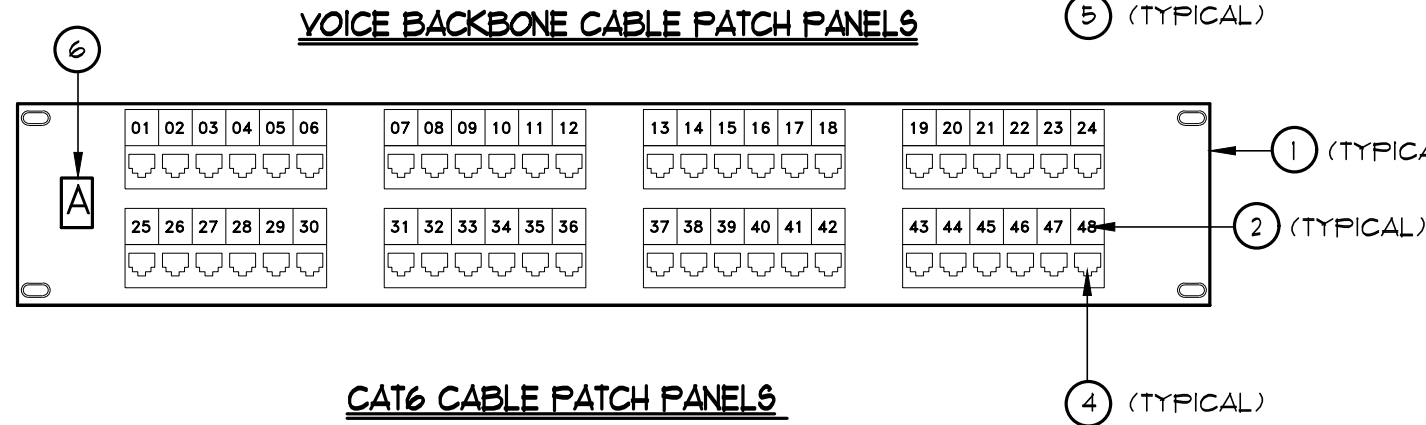 VOICE BACKBONE CABLE PATCH PANELS
5 (TYPICAL)
6
01 02 03 04 05 06 07 08 09 10 11 12 13 14 15 16 17 18 19 20 21 22 23 24
1 (TYPICA
A
25 26 27 28 29 30 31 32 33 34 35 36 37 38 39 40 41 42 43 44 45 46 47 48
2 (TYPICAL)
CAT6 CABLE PATCH PANELS
4 (TYPICAL)